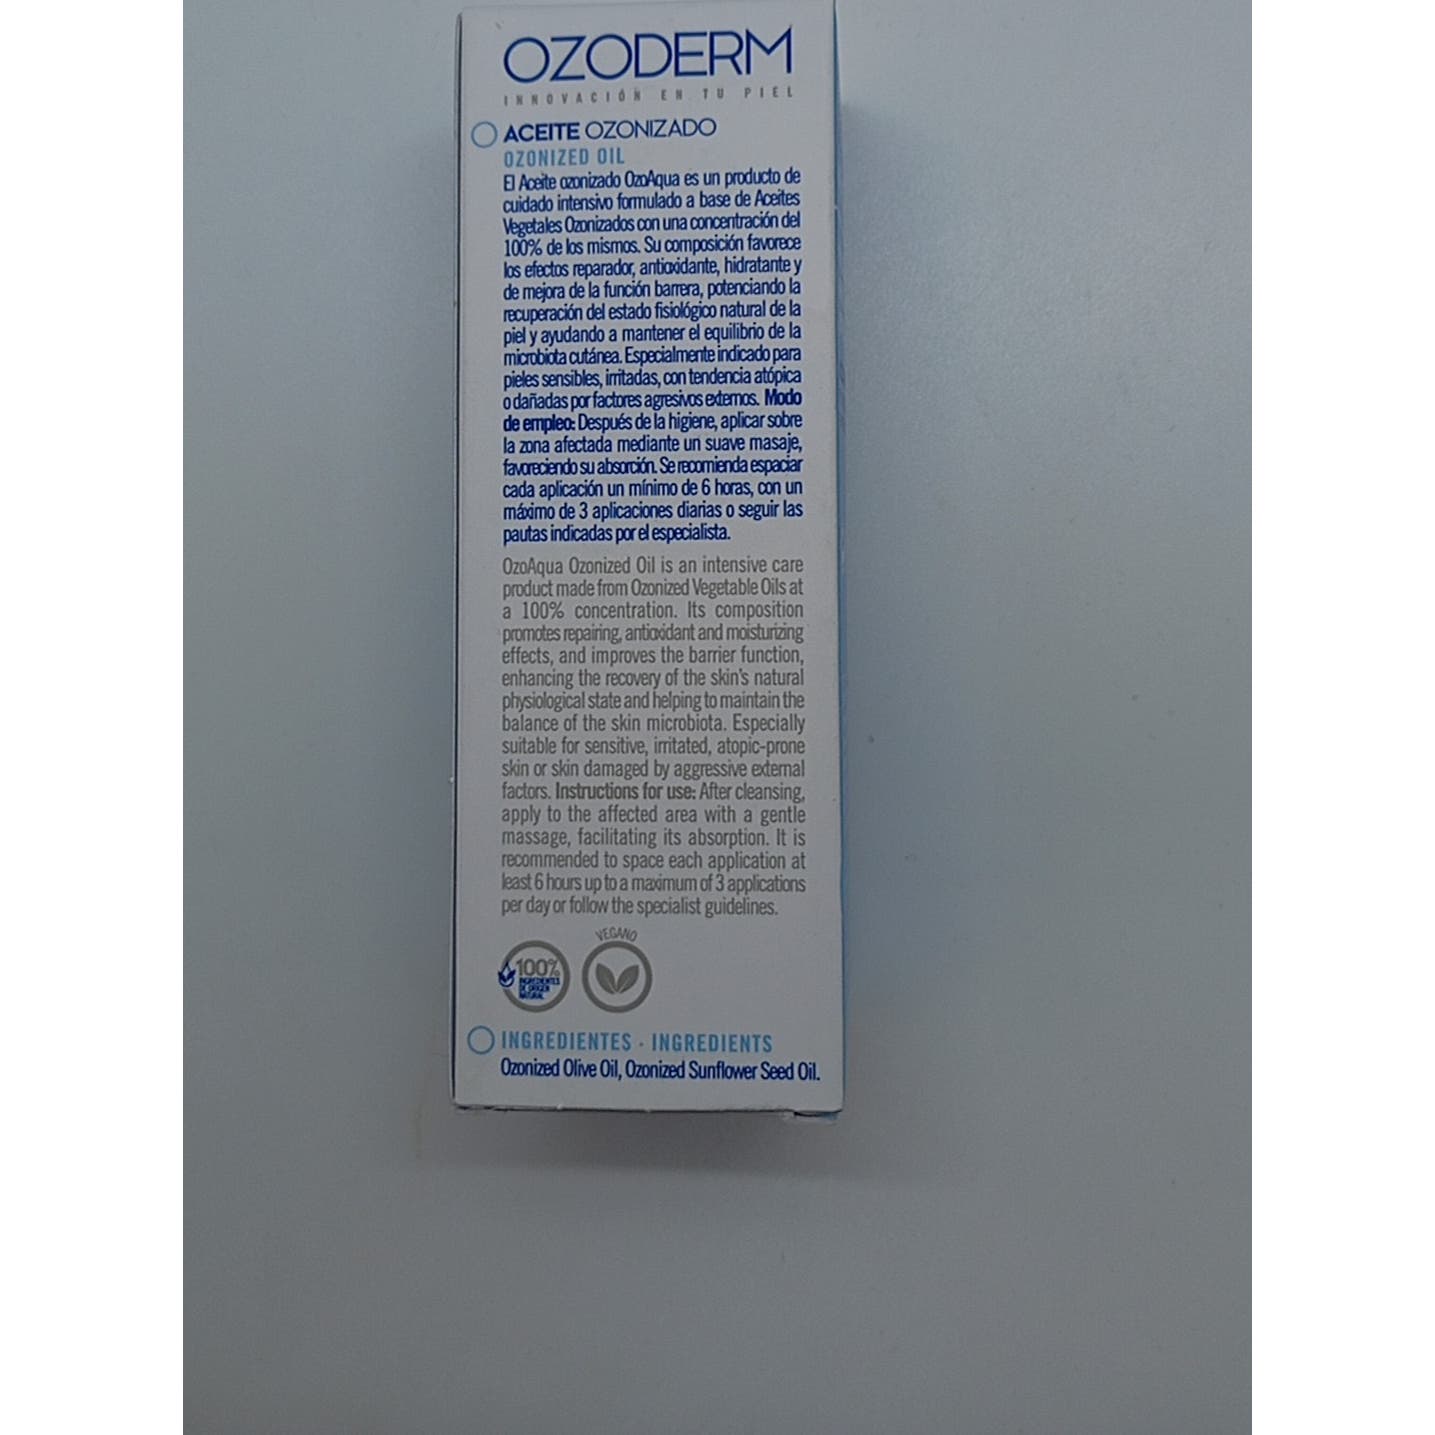 OZODERM
INNOVACIÓN EN TU PIEL
ACEITE OZONIZADO
OZONIZED OIL
El Aceite ozonizado OzoAqua es un producto de
cuidado intensivo formulado a base de Aceites
Vegetales Ozonizados con una concentración del
100% de los mismos. Su composición favorece
los efectos reparador, antioxidante, hidratante y
de mejora de la función barrera, potenciando la
recuperación del estado fisiológico natural de la
piel y ayudando a mantener el equilibrio de la
microbiota cutánea. Especialmente indicado para
pieles sensibles, irritadas, con tendencia atópica
o dañadas por factores agresivos externos. Modo
de empleo: Después de la higiene, aplicar sobre
la zona afectada mediante un suave masaje,
favoreciendo su absorción. Se recomienda espaciar
cada aplicación un mínimo de 6 horas, con un
máximo de 3 aplicaciones diarias o seguir las
pautas indicadas por el especialista.
OzoAqua Ozonized Oil is an intensive care
product made from Ozonized Vegetable Oils at
a 100% concentration. Its composition
promotes repairing, antioxidant and moisturizing
effects, and improves the barrier function,
enhancing the recovery of the skin's natural
physiological state and helping to maintain the
balance of the skin microbiota. Especially
suitable for sensitive, irritated, atopic-prone
skin or skin damaged by aggressive external
factors. Instructions for use: After cleansing,
apply to the affected area with a gentle
massage, facilitating its absorption. It is
recommended to space each application at
least 6 hours up to a maximum of 3 applications
per day or follow the specialist guidelines.
VEGANO
100%
INGREDIENTES
DE ORIGEN
NATURAL
INGREDIENTES · INGREDIENTS
Ozonized Olive Oil, Ozonized Sunflower Seed Oil.